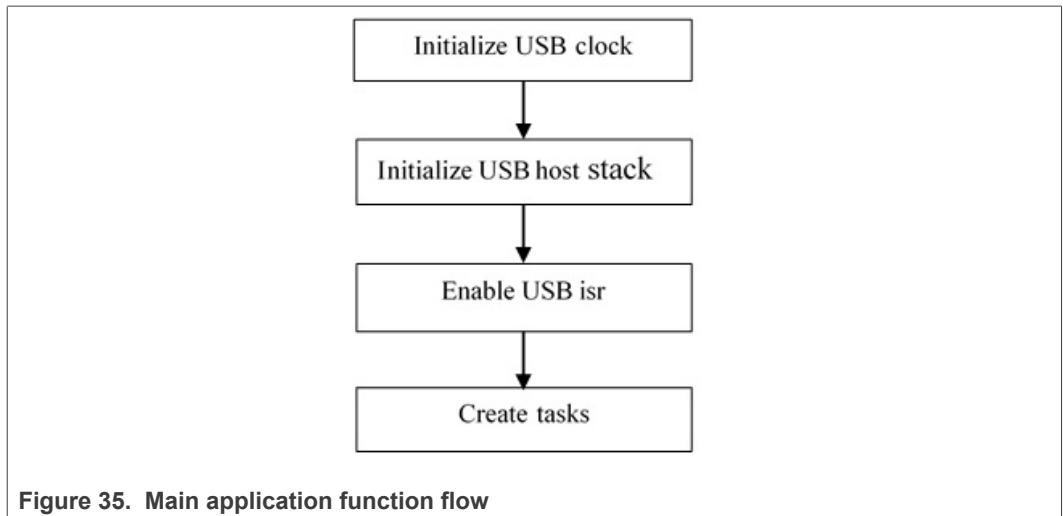 Initialize USB clock
Initialize USB host stack
Enable USB isr
Create tasks
Figure 35. Main application function flow